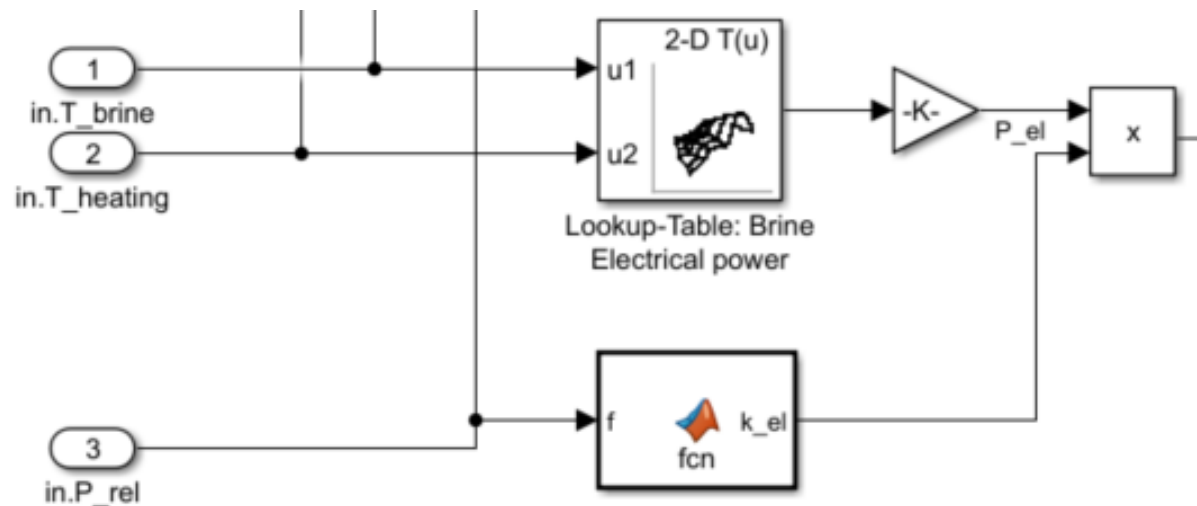 1
in.T_brine
2
in.T_heating
2-D T(u)
u1
u2
Lookup-Table: Brine
Electrical power
-K-
P_el
x
3
in.P_rel
f
fcn
k_el